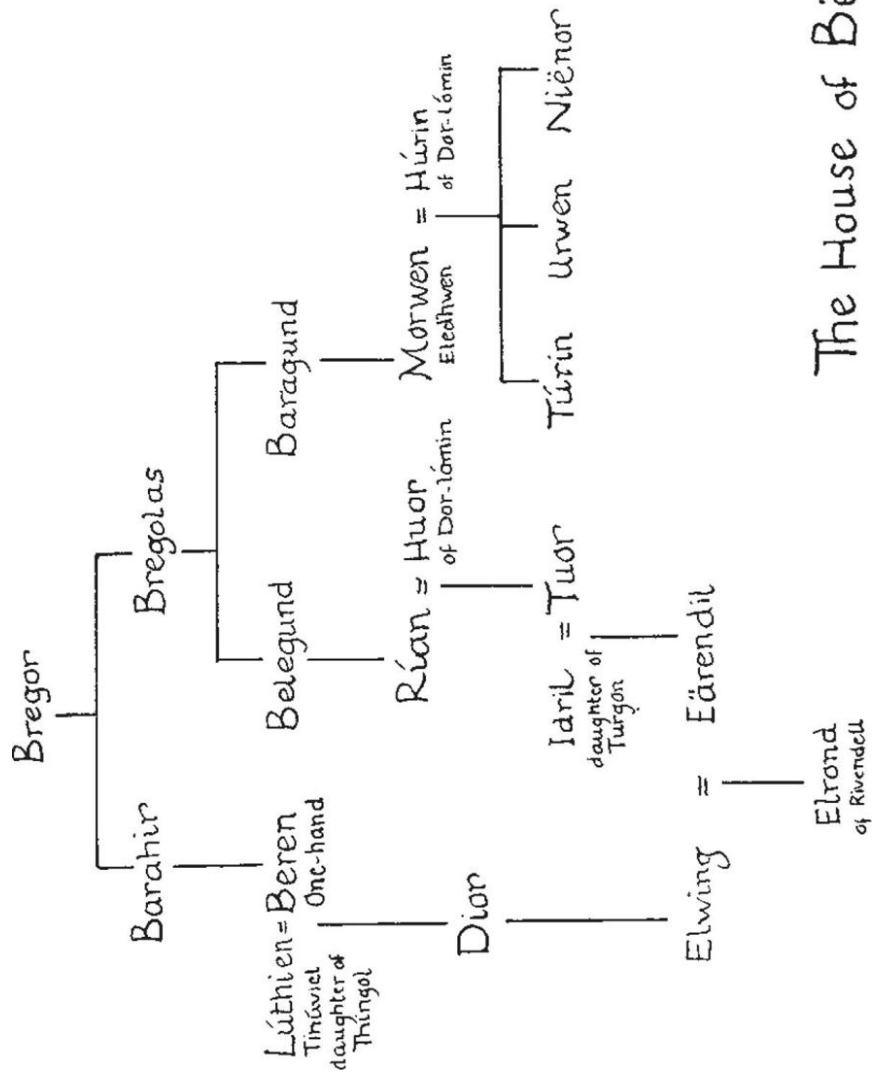 Bregor
Barahir
Bregolas
Lúthien = Beren
Tinúviel
daughter of
Thingol
One-hand
Belegund
Baragund
Dior
Rían = Huor
of Dor-lómin
Morwen = Húrin
Eledhwen
of Dor-lómin
Idril = Tuor
daughter of
Turgon
Túrin
Urwen
Niënor
Elwing = Eärendil
Elrond
of Rivendell
The House of